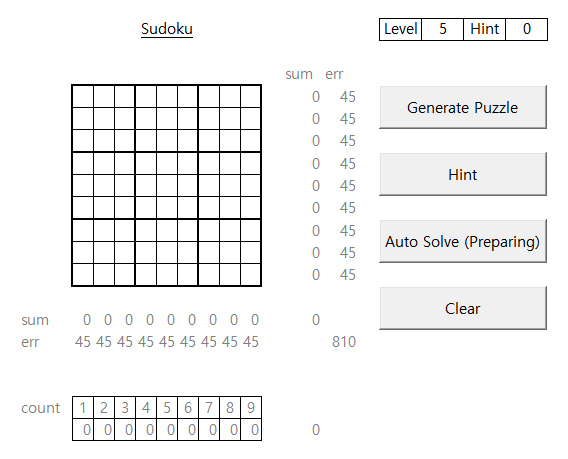 Sudoku Level 5 Hint 0
sum err
0 45
Generate Puzzle
0 45
0 45
0 45
Hint
0 45
0 45
0 45
Auto Solve (Preparing)
0 45
0 45
Clear
sum 0 0 0 0 0 0 0 0 0 0
err 45 45 45 45 45 45 45 45 45 810
count 1 2 3 4 5 6 7 8 9
0 0 0 0 0 0 0 0 0 0